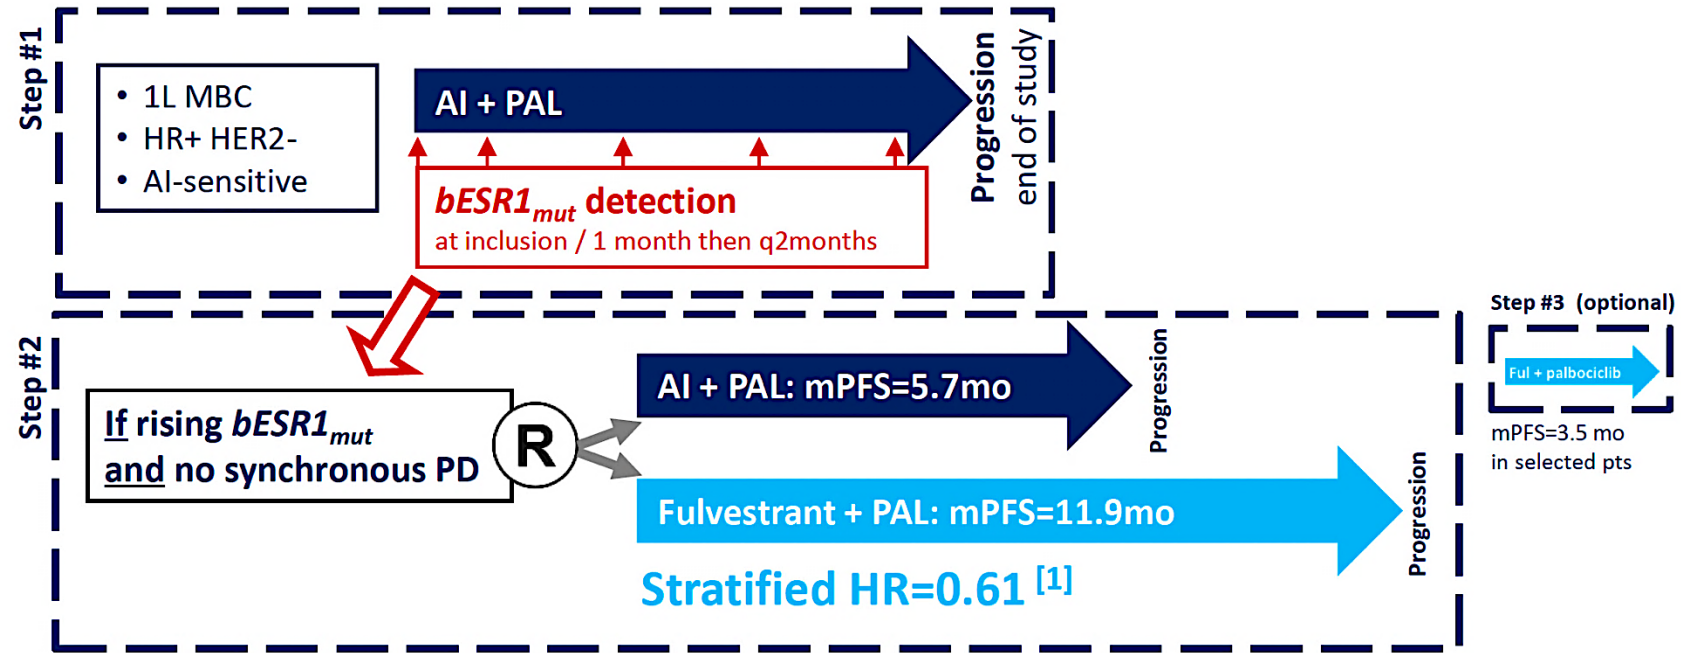 Step #1
• 1L MBC
• HR+ HER2-
• AI-sensitive
AI + PAL
bESR1mut detection
at inclusion / 1 month then q2months
Progression
end of study
Step #2
If rising bESR1mut
and no synchronous PD
R
AI + PAL: mPFS=5.7mo
Progression
Fulvestrant + PAL: mPFS=11.9mo
Progression
Stratified HR=0.61 [1]
Step #3 (optional)
Ful + palbociclib
mPFS=3.5 mo
in selected pts